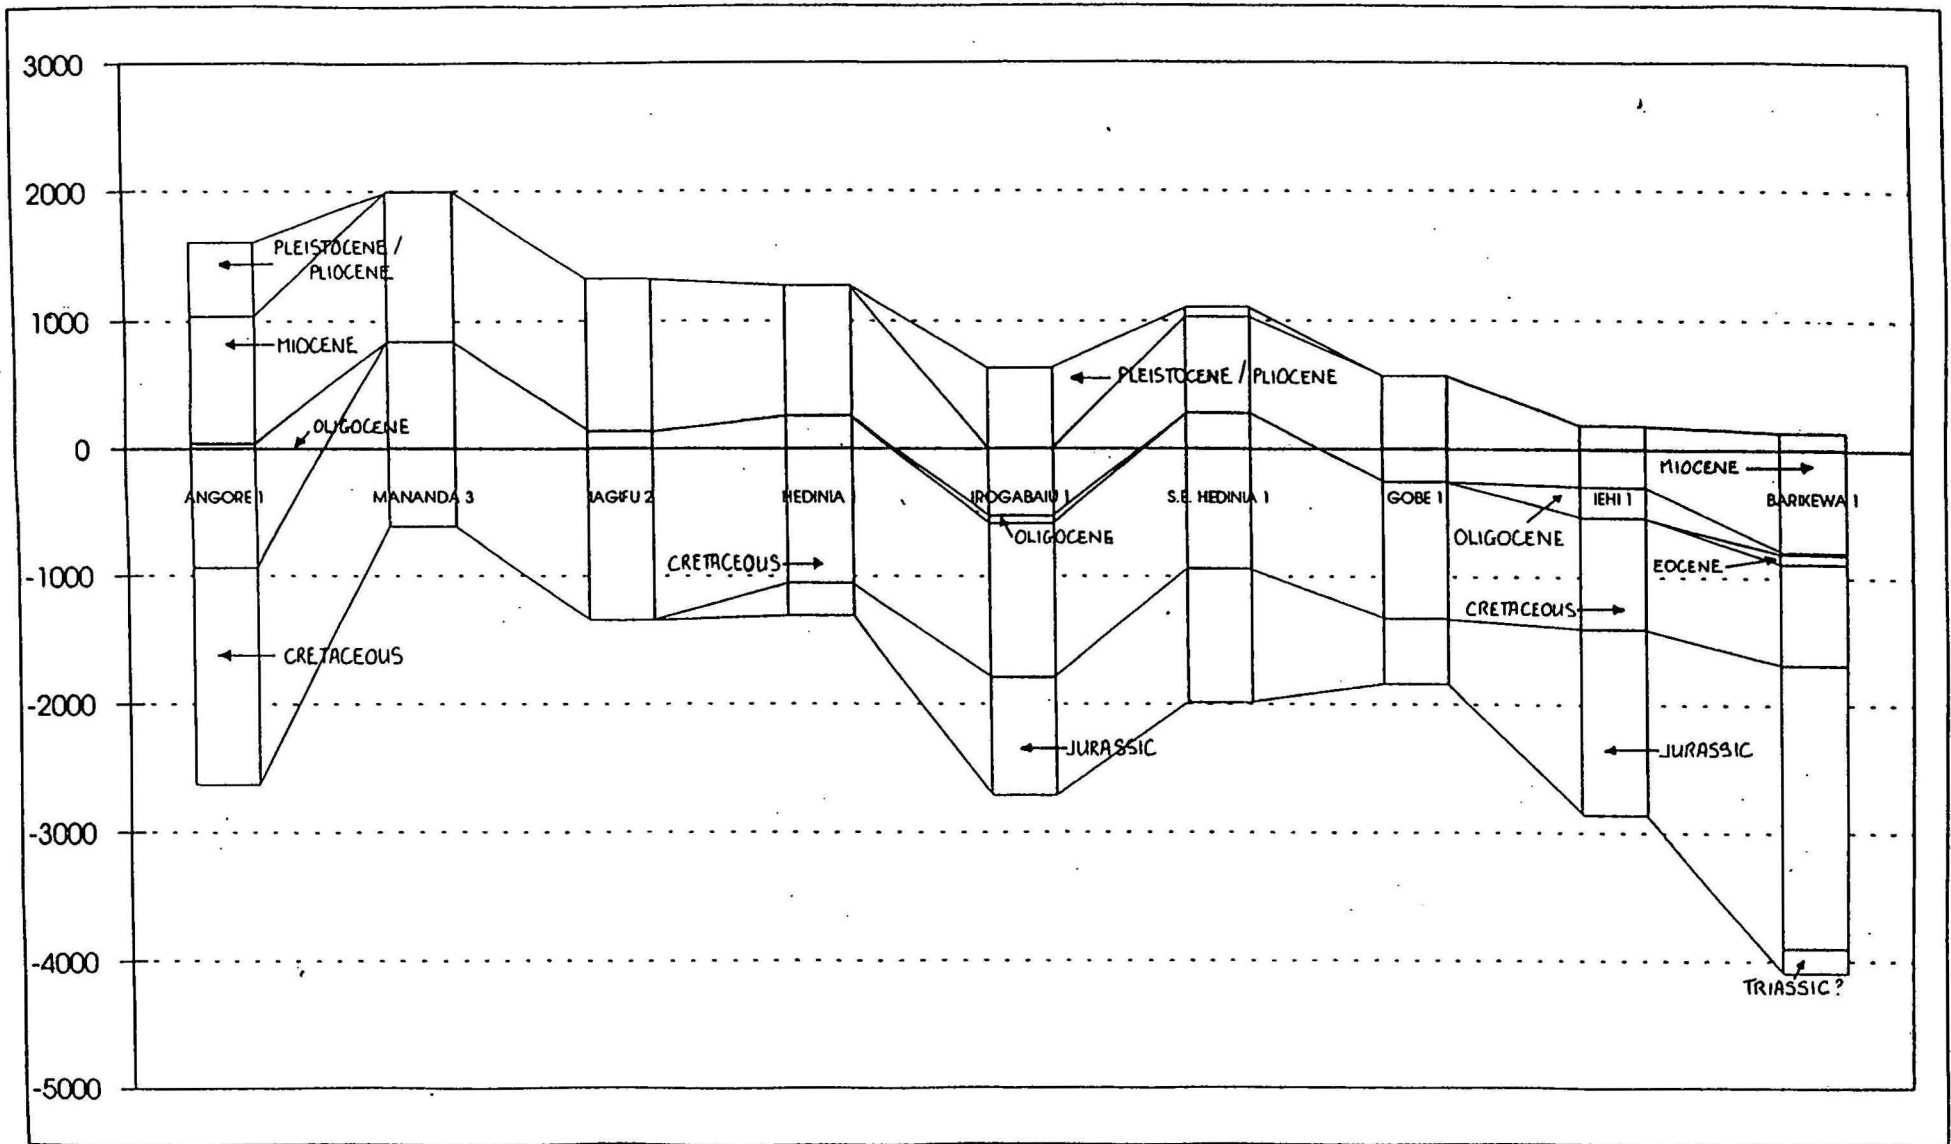 3000
2000
1000
0
-1000
-2000
-3000
-4000
-5000
PLEISTOCENE /
PLIOCENE
MIOCENE
OLIGOCENE
CRETACEOUS
ANGORE 1
MANANDA 3
IAGIFU 2
HEDINIA
IROGABAIU 1
S.E. HEDINIA 1
GOBE 1
IEHI 1
BARIKEWA 1
PLEISTOCENE / PLIOCENE
OLIGOCENE
CRETACEOUS
JURASSIC
MIOCENE
OLIGOCENE
EOCENE
CRETACEOUS
JURASSIC
TRIASSIC ?